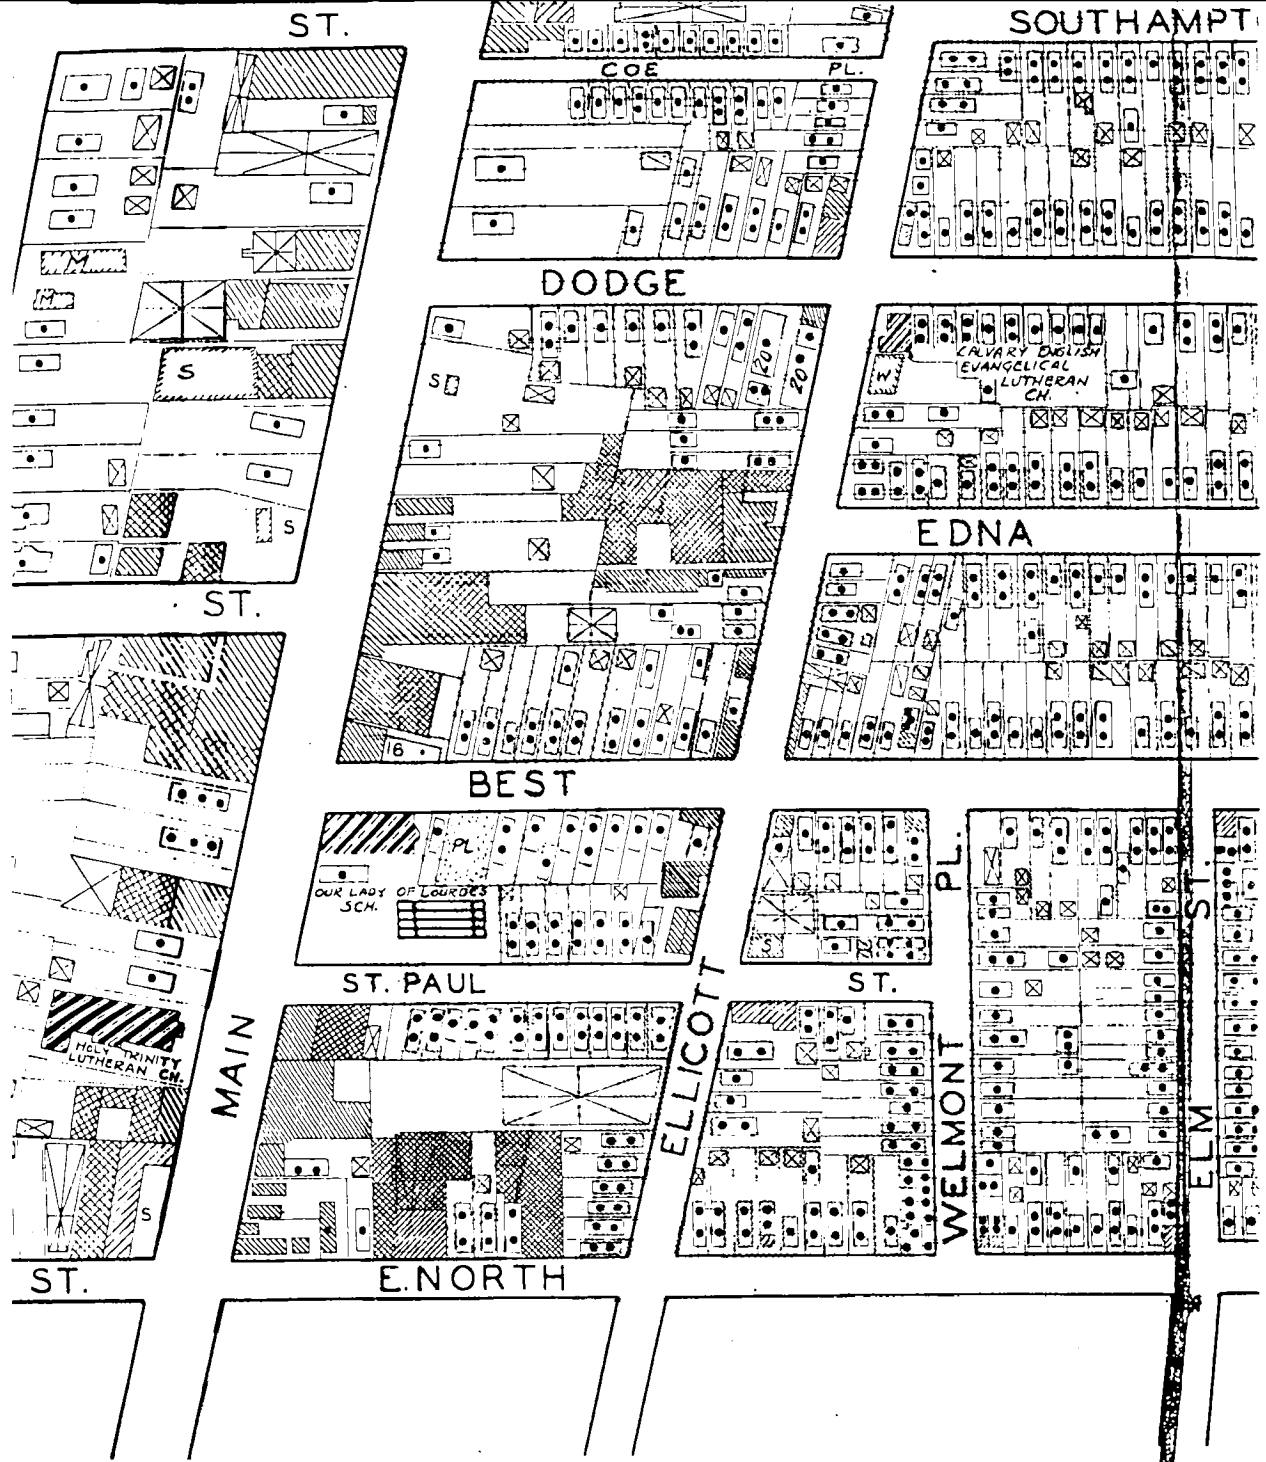 ST.
SOUTHAMPT
COE PL.
M
DODGE
M
S
S
20
20
CALVARY ENGLISH
EVANGELICAL
LUTHERAN
CH.
W
S
EDNA
ST.
16
BEST
PL
PL.
OUR LADY OF LOURDES
SCH.
ST.
S
ST. PAUL
ST.
HOLY TRINITY
LUTHERAN CH.
MAIN
ELLICOTT
WELMONT
ELM
S
ST.
E. NORTH